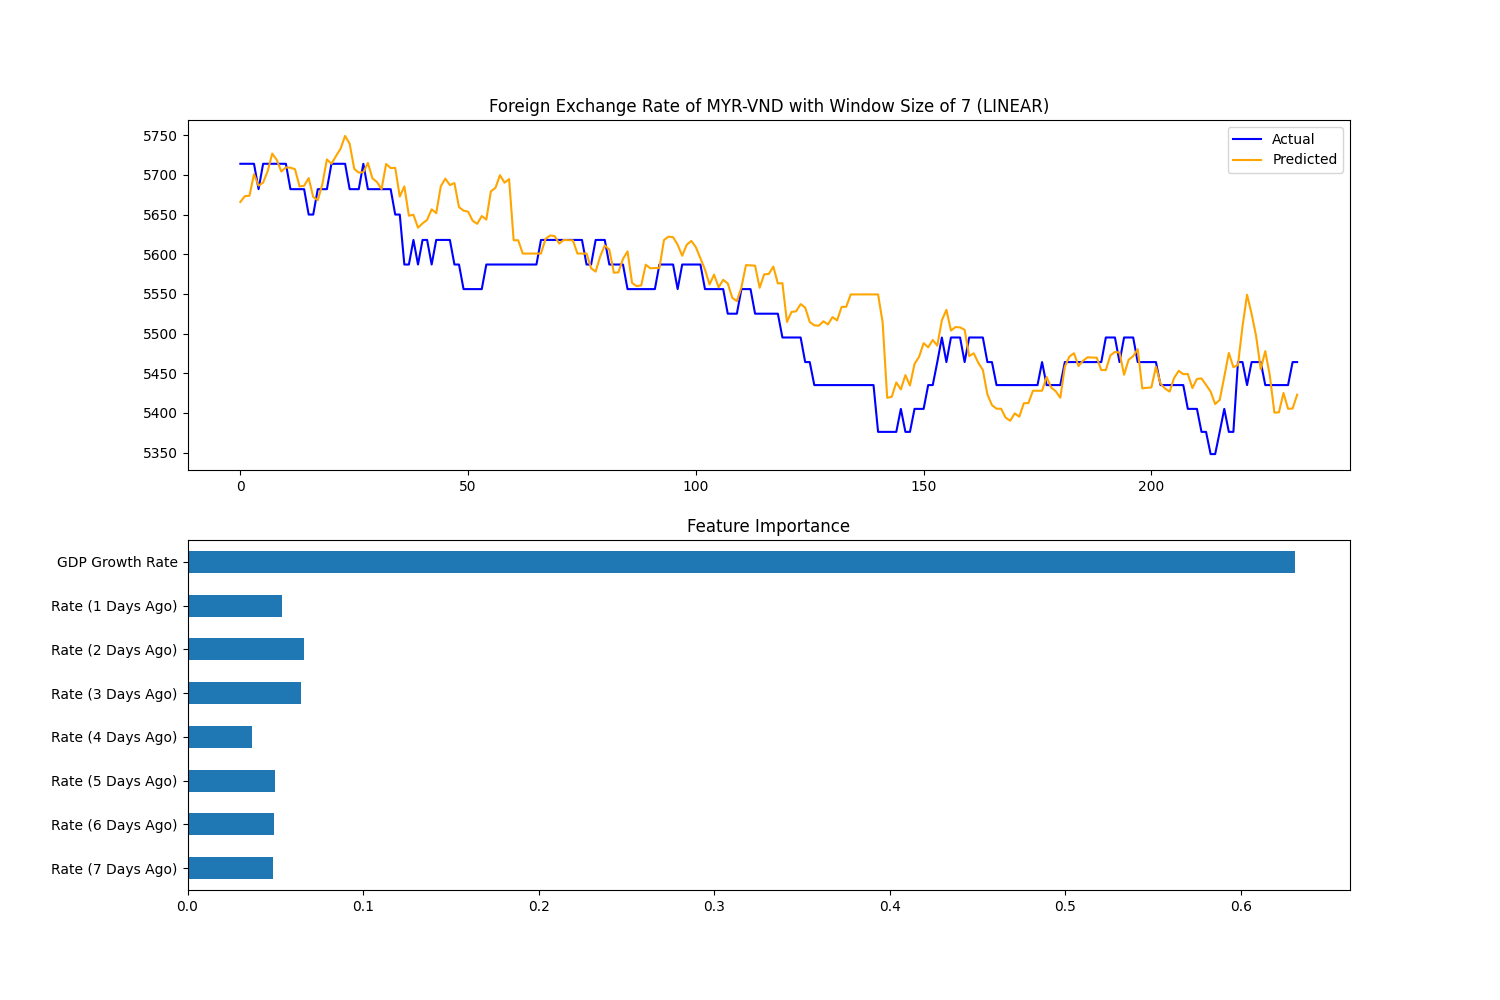 Foreign Exchange Rate of MYR-VND with Window Size of 7 (LINEAR)
5750
5700
5650
5600
5550
5500
5450
5400
5350
Actual
Predicted
0
50
100
150
200
Feature Importance
GDP Growth Rate
Rate (1 Days Ago)
Rate (2 Days Ago)
Rate (3 Days Ago)
Rate (4 Days Ago)
Rate (5 Days Ago)
Rate (6 Days Ago)
Rate (7 Days Ago)
0.0
0.1
0.2
0.3
0.4
0.5
0.6